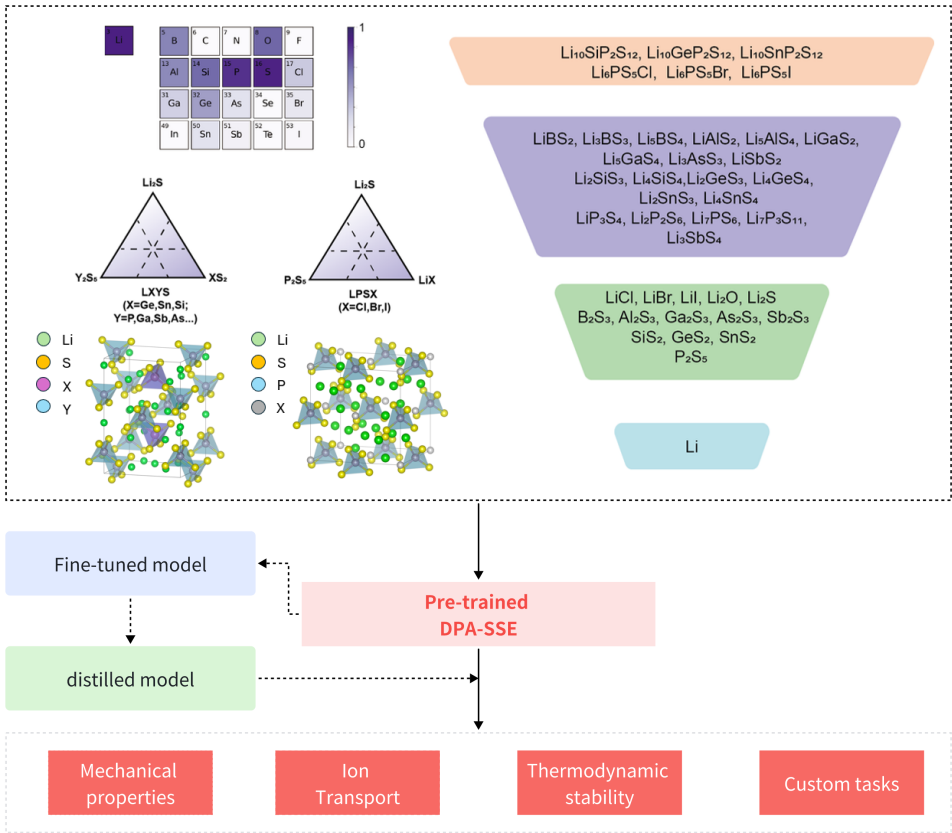 3
Li
5
B
6
C
7
N
8
O
9
F
13
Al
14
Si
15
P
16
S
17
Cl
31
Ga
32
Ge
33
As
34
Se
35
Br
49
In
50
Sn
51
Sb
52
Te
53
I
1
0
Li₂S
Y₂S₅
XS₂
LXYS
(X=Ge,Sn,Si;
Y=P,Ga,Sb,As...)
Li₂S
P₂S₅
LiX
LPSX
(X=Cl,Br,I)
Li
S
X
Y
Li
S
P
X
Li₁₀SiP₂S₁₂, Li₁₀GeP₂S₁₂, Li₁₀SnP₂S₁₂
Li₆PS₅Cl, Li₆PS₅Br, Li₆PS₅I
LiBS₂, Li₃BS₃, Li₅BS₄, LiAlS₂, Li₅AlS₄, LiGaS₂,
Li₅GaS₄, Li₃AsS₃, LiSbS₂
Li₂SiS₃, Li₄SiS₄,Li₂GeS₃, Li₄GeS₄,
Li₂SnS₃, Li₄SnS₄
LiP₃S₄, Li₂P₂S₆, Li₇PS₆, Li₇P₃S₁₁,
Li₃SbS₄
LiCl, LiBr, LiI, Li₂O, Li₂S
B₂S₃, Al₂S₃, Ga₂S₃, As₂S₃, Sb₂S₃
SiS₂, GeS₂, SnS₂
P₂S₅
Li
Fine-tuned model
Pre-trained
DPA-SSE
distilled model
Mechanical
properties
Ion
Transport
Thermodynamic
stability
Custom tasks